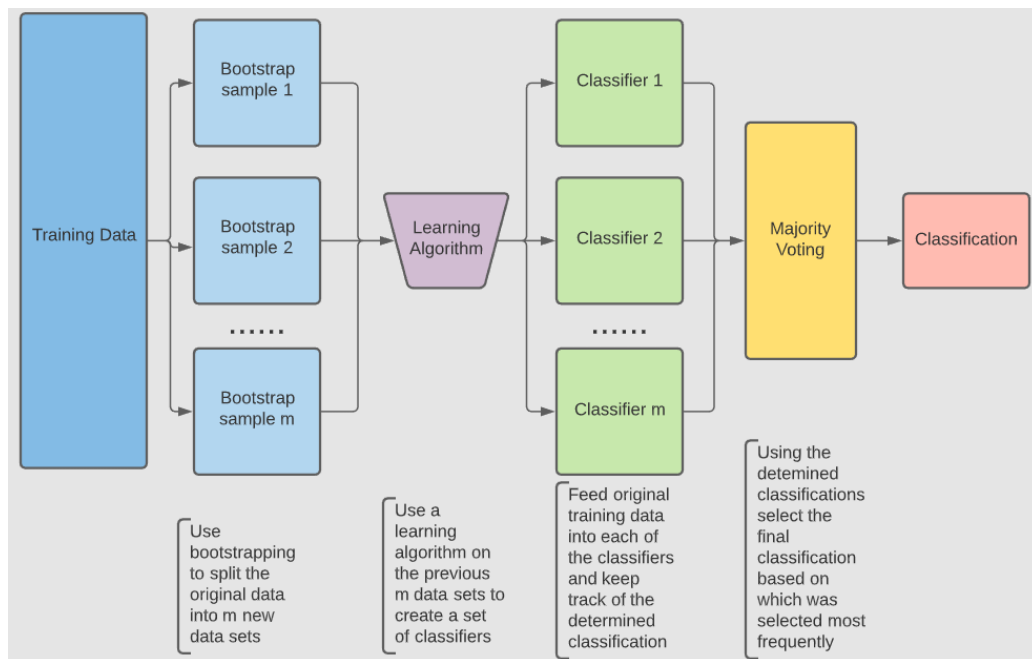 Training Data
Bootstrap
sample 1
Bootstrap
sample 2
......
Bootstrap
sample m
Learning
Algorithm
Classifier 1
Classifier 2
......
Classifier m
Majority
Voting
Classification
Use
bootstrapping
to split the
original data
into m new
data sets
Use a
learning
algorithm on
the previous
m data sets to
create a set
of classifiers
Feed original
training data
into each of
the classifiers
and keep
track of the
determined
classification
Using the
detemined
classifications
select the
final
classification
based on
which was
selected most
frequently